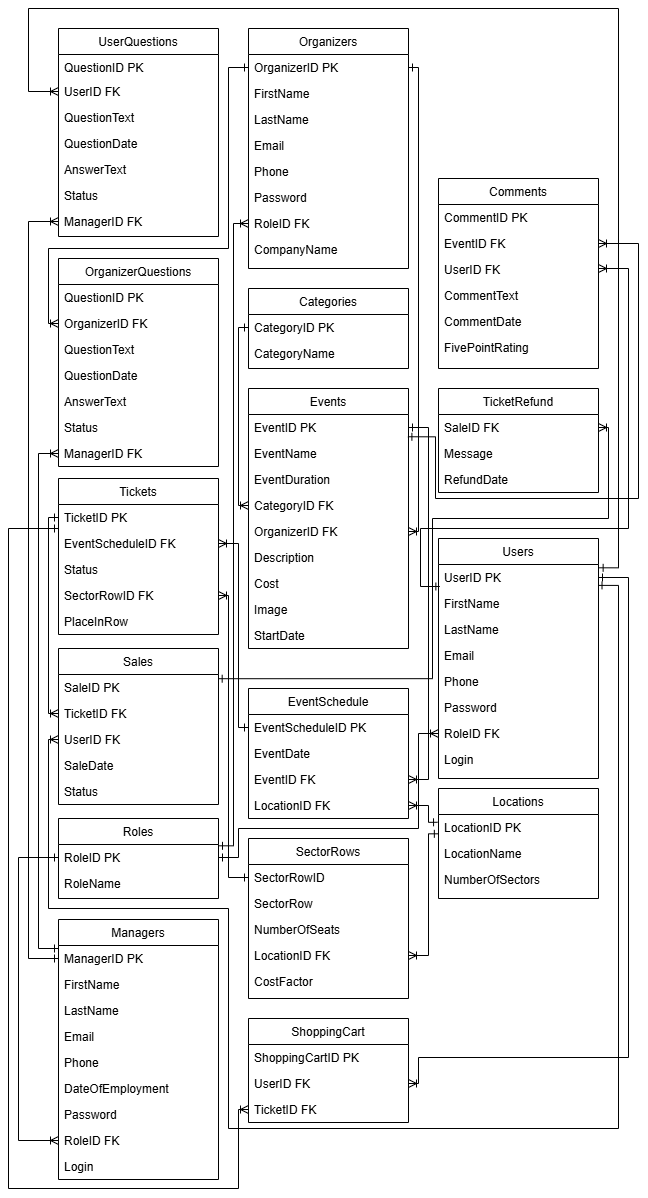 UserQuestions
QuestionID PK
UserID FK
QuestionText
QuestionDate
AnswerText
Status
ManagerID FK
OrganizerQuestions
QuestionID PK
OrganizerID FK
QuestionText
QuestionDate
AnswerText
Status
ManagerID FK
Tickets
TicketID PK
EventScheduleID FK
Status
SectorRowID FK
PlaceInRow
Sales
SaleID PK
TicketID FK
UserID FK
SaleDate
Status
Roles
RoleID PK
RoleName
Managers
ManagerID PK
FirstName
LastName
Email
Phone
DateOfEmployment
Password
RoleID FK
Login
Organizers
OrganizerID PK
FirstName
LastName
Email
Phone
Password
RoleID FK
CompanyName
Categories
CategoryID PK
CategoryName
Events
EventID PK
EventName
EventDuration
CategoryID FK
OrganizerID FK
Description
Cost
Image
StartDate
EventSchedule
EventScheduleID PK
EventDate
EventID FK
LocationID FK
SectorRows
SectorRowID
SectorRow
NumberOfSeats
LocationID FK
CostFactor
ShoppingCart
ShoppingCartID PK
UserID FK
TicketID FK
Comments
CommentID PK
EventID FK
UserID FK
CommentText
CommentDate
FivePointRating
TicketRefund
SaleID FK
Message
RefundDate
Users
UserID PK
FirstName
LastName
Email
Phone
Password
RoleID FK
Login
Locations
LocationID PK
LocationName
NumberOfSectors